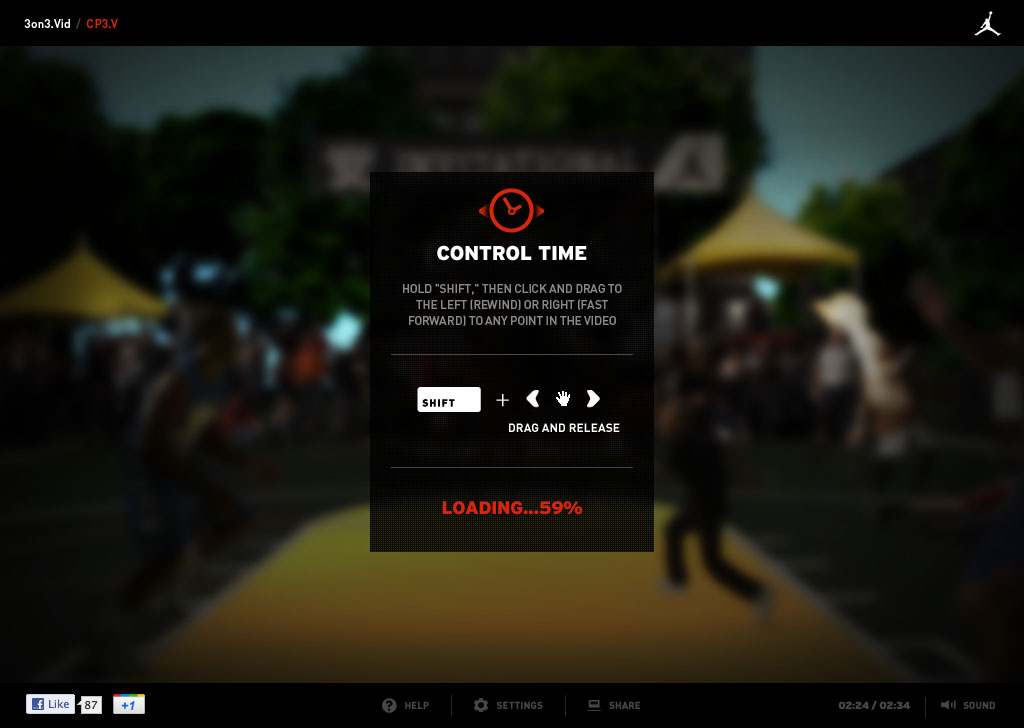 3on3.Vid / CP3.V
INVITATIONAL
CONTROL TIME
HOLD "SHIFT," THEN CLICK AND DRAG TO
THE LEFT (REWIND) OR RIGHT (FAST
FORWARD) TO ANY POINT IN THE VIDEO
SHIFT +
DRAG AND RELEASE
LOADING...59%
Like 87 +1
HELP SETTINGS SHARE 02:24 / 02:34 SOUND